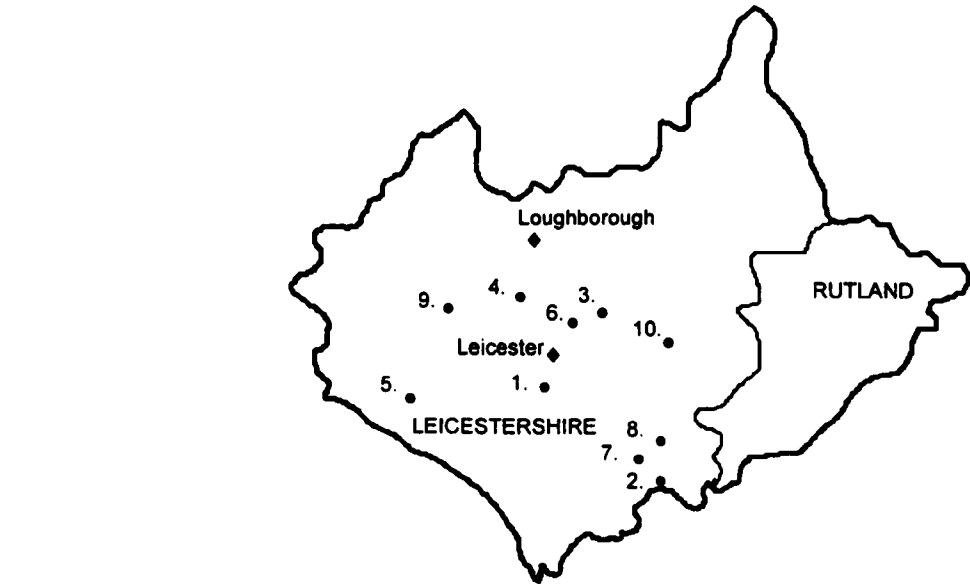 Loughborough
RUTLAND
4.
3.
9.
6.
10.
Leicester
5.
1.
LEICESTERSHIRE
8.
7.
2.